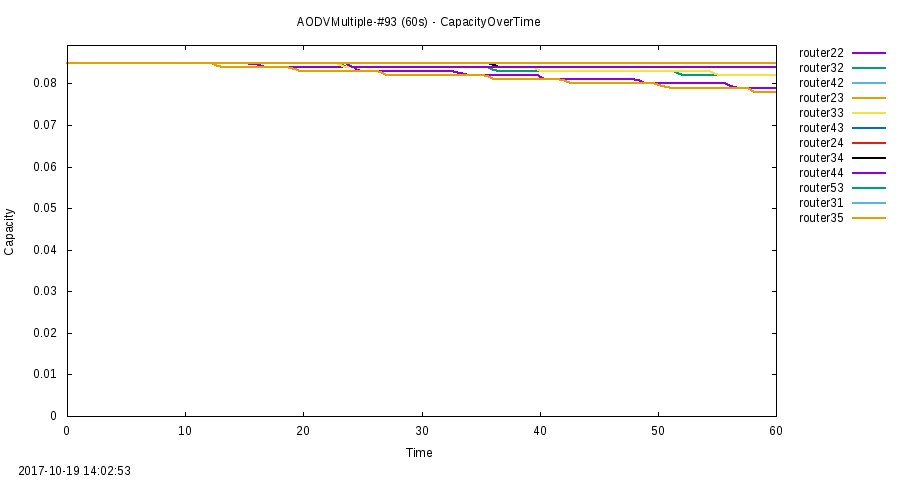 AODVMultiple-#93 (60s) - CapacityOverTime
router22
router32
router42
router23
router33
router43
router24
router34
router44
router53
router31
router35
0.08
0.07
0.06
0.05
0.04
0.03
0.02
0.01
0
Capacity
0 10 20 30 40 50 60
Time
2017-10-19 14:02:53